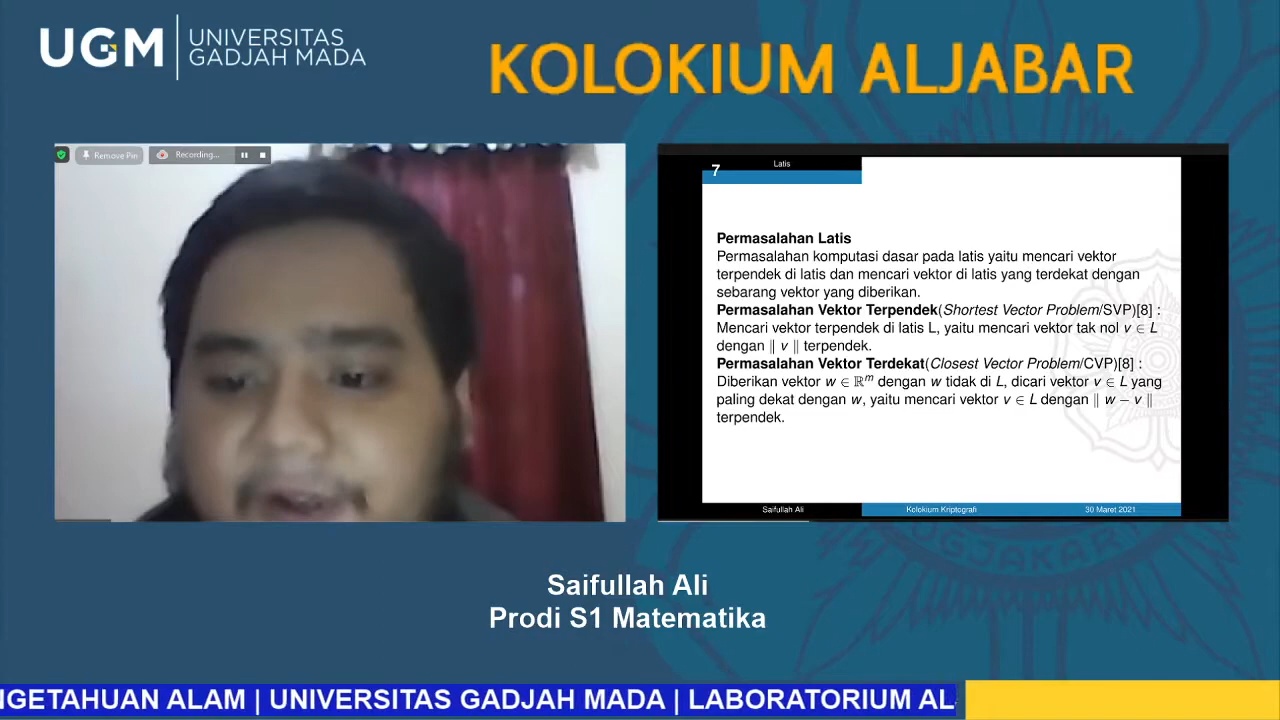 UGM
UNIVERSITAS
GADJAH MADA
KOLOKIUM ALJABAR
Remove Pin
Recording...
7
Latis
Permasalahan Latis
Permasalahan komputasi dasar pada latis yaitu mencari vektor
terpendek di latis dan mencari vektor di latis yang terdekat dengan
sebarang vektor yang diberikan.
Permasalahan Vektor Terpendek(Shortest Vector Problem/SVP)[8] :
Mencari vektor terpendek di latis L, yaitu mencari vektor tak nol v ∈ L
dengan ‖ v ‖ terpendek.
Permasalahan Vektor Terdekat(Closest Vector Problem/CVP)[8] :
Diberikan vektor w ∈ ℝᵐ dengan w tidak di L, dicari vektor v ∈ L yang
paling dekat dengan w, yaitu mencari vektor v ∈ L dengan ‖ w − v ‖
terpendek.
Saifullah Ali
Kolokium Kriptografi
30 Maret 2021
Saifullah Ali
Prodi S1 Matematika
NGETAHUAN ALAM | UNIVERSITAS GADJAH MADA | LABORATORIUM AL